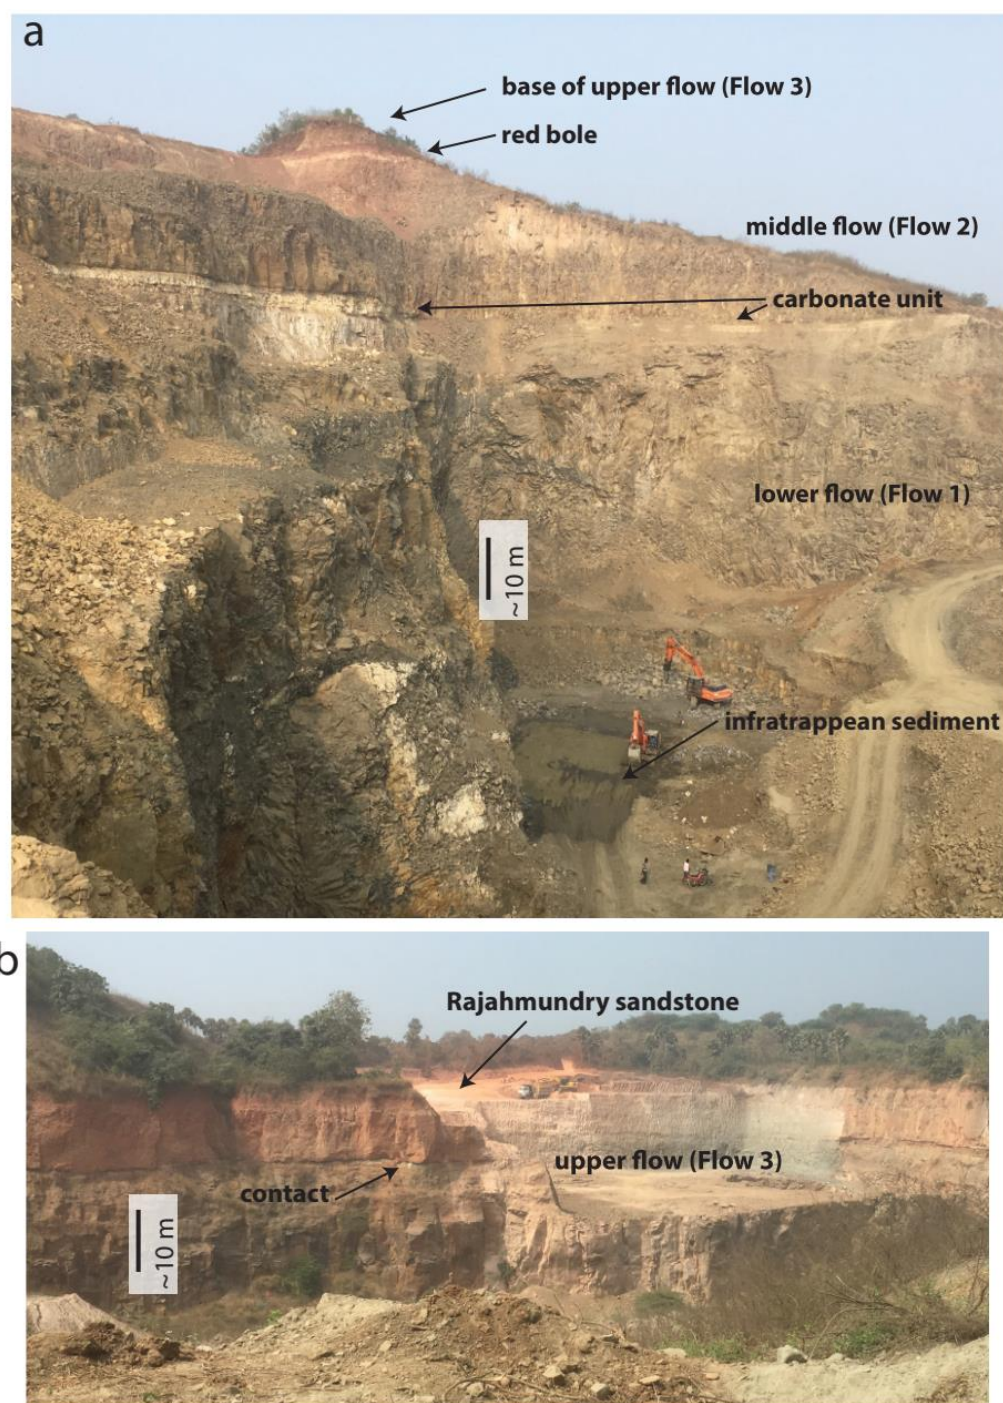 a
base of upper flow (Flow 3)
red bole
middle flow (Flow 2)
carbonate unit
lower flow (Flow 1)
~ 10 m
infratrappean sediment
b
Rajahmundry sandstone
upper flow (Flow 3)
contact
~ 10 m